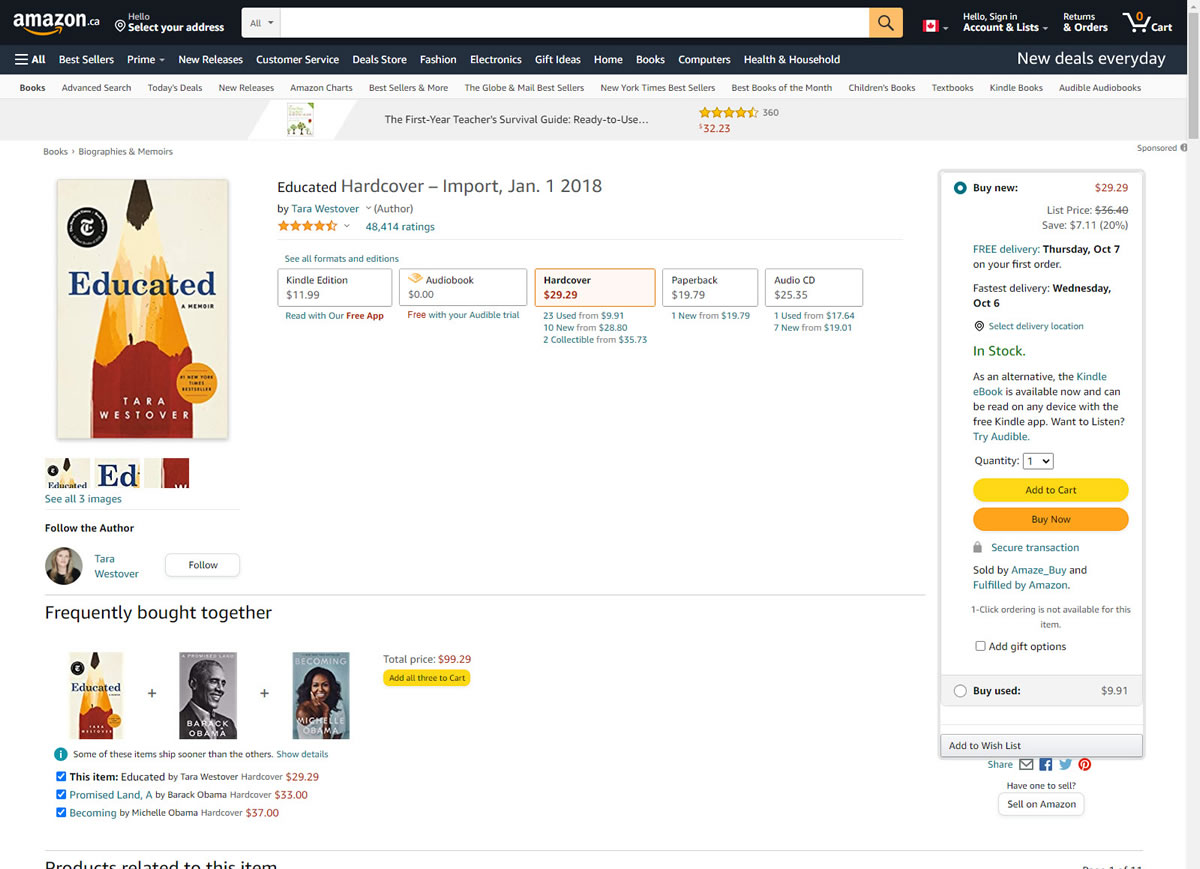 amazon.ca
Hello
Select your address
All
Hello, Sign in
Account & Lists
Returns
& Orders
0
Cart
All Best Sellers Prime New Releases Customer Service Deals Store Fashion Electronics Gift Ideas Home Books Computers Health & Household
New deals everyday
Books Advanced Search Today's Deals New Releases Amazon Charts Best Sellers & More The Globe & Mail Best Sellers New York Times Best Sellers Best Books of the Month Children's Books Textbooks Kindle Books Audible Audiobooks
The First-Year Teacher's Survival Guide: Ready-to-Use...
360
$32.23
Sponsored
Books › Biographies & Memoirs
Educated
A MEMOIR
#1 NEW YORK
TIMES
BESTSELLER
TARA
WESTOVER
Educated
Ed
See all 3 images
Follow the Author
Tara
Westover
Follow
Educated Hardcover – Import, Jan. 1 2018
by Tara Westover (Author)
48,414 ratings
See all formats and editions
Kindle Edition
$11.99
Read with Our Free App
Audiobook
$0.00
Free with your Audible trial
Hardcover
$29.29
23 Used from $9.91
10 New from $28.80
2 Collectible from $35.73
Paperback
$19.79
1 New from $19.79
Audio CD
$25.35
1 Used from $17.64
7 New from $19.01
Buy new:
$29.29
List Price: $36.40
Save: $7.11 (20%)
FREE delivery: Thursday, Oct 7
on your first order.
Fastest delivery: Wednesday,
Oct 6
Select delivery location
In Stock.
As an alternative, the Kindle
eBook is available now and can
be read on any device with the
free Kindle app. Want to Listen?
Try Audible.
Quantity: 1
Add to Cart
Buy Now
Secure transaction
Sold by Amaze_Buy and
Fulfilled by Amazon.
1-Click ordering is not available for this
item.
Add gift options
Buy used:
$9.91
Add to Wish List
Share
Have one to sell?
Sell on Amazon
Frequently bought together
Educated
+
A PROMISED LAND
BARACK
OBAMA
+
BECOMING
MICHELLE
OBAMA
Total price: $99.29
Add all three to Cart
Some of these items ship sooner than the others. Show details
This item: Educated by Tara Westover Hardcover $29.29
Promised Land, A by Barack Obama Hardcover $33.00
Becoming by Michelle Obama Hardcover $37.00
Products related to this item
Page 1 of 11